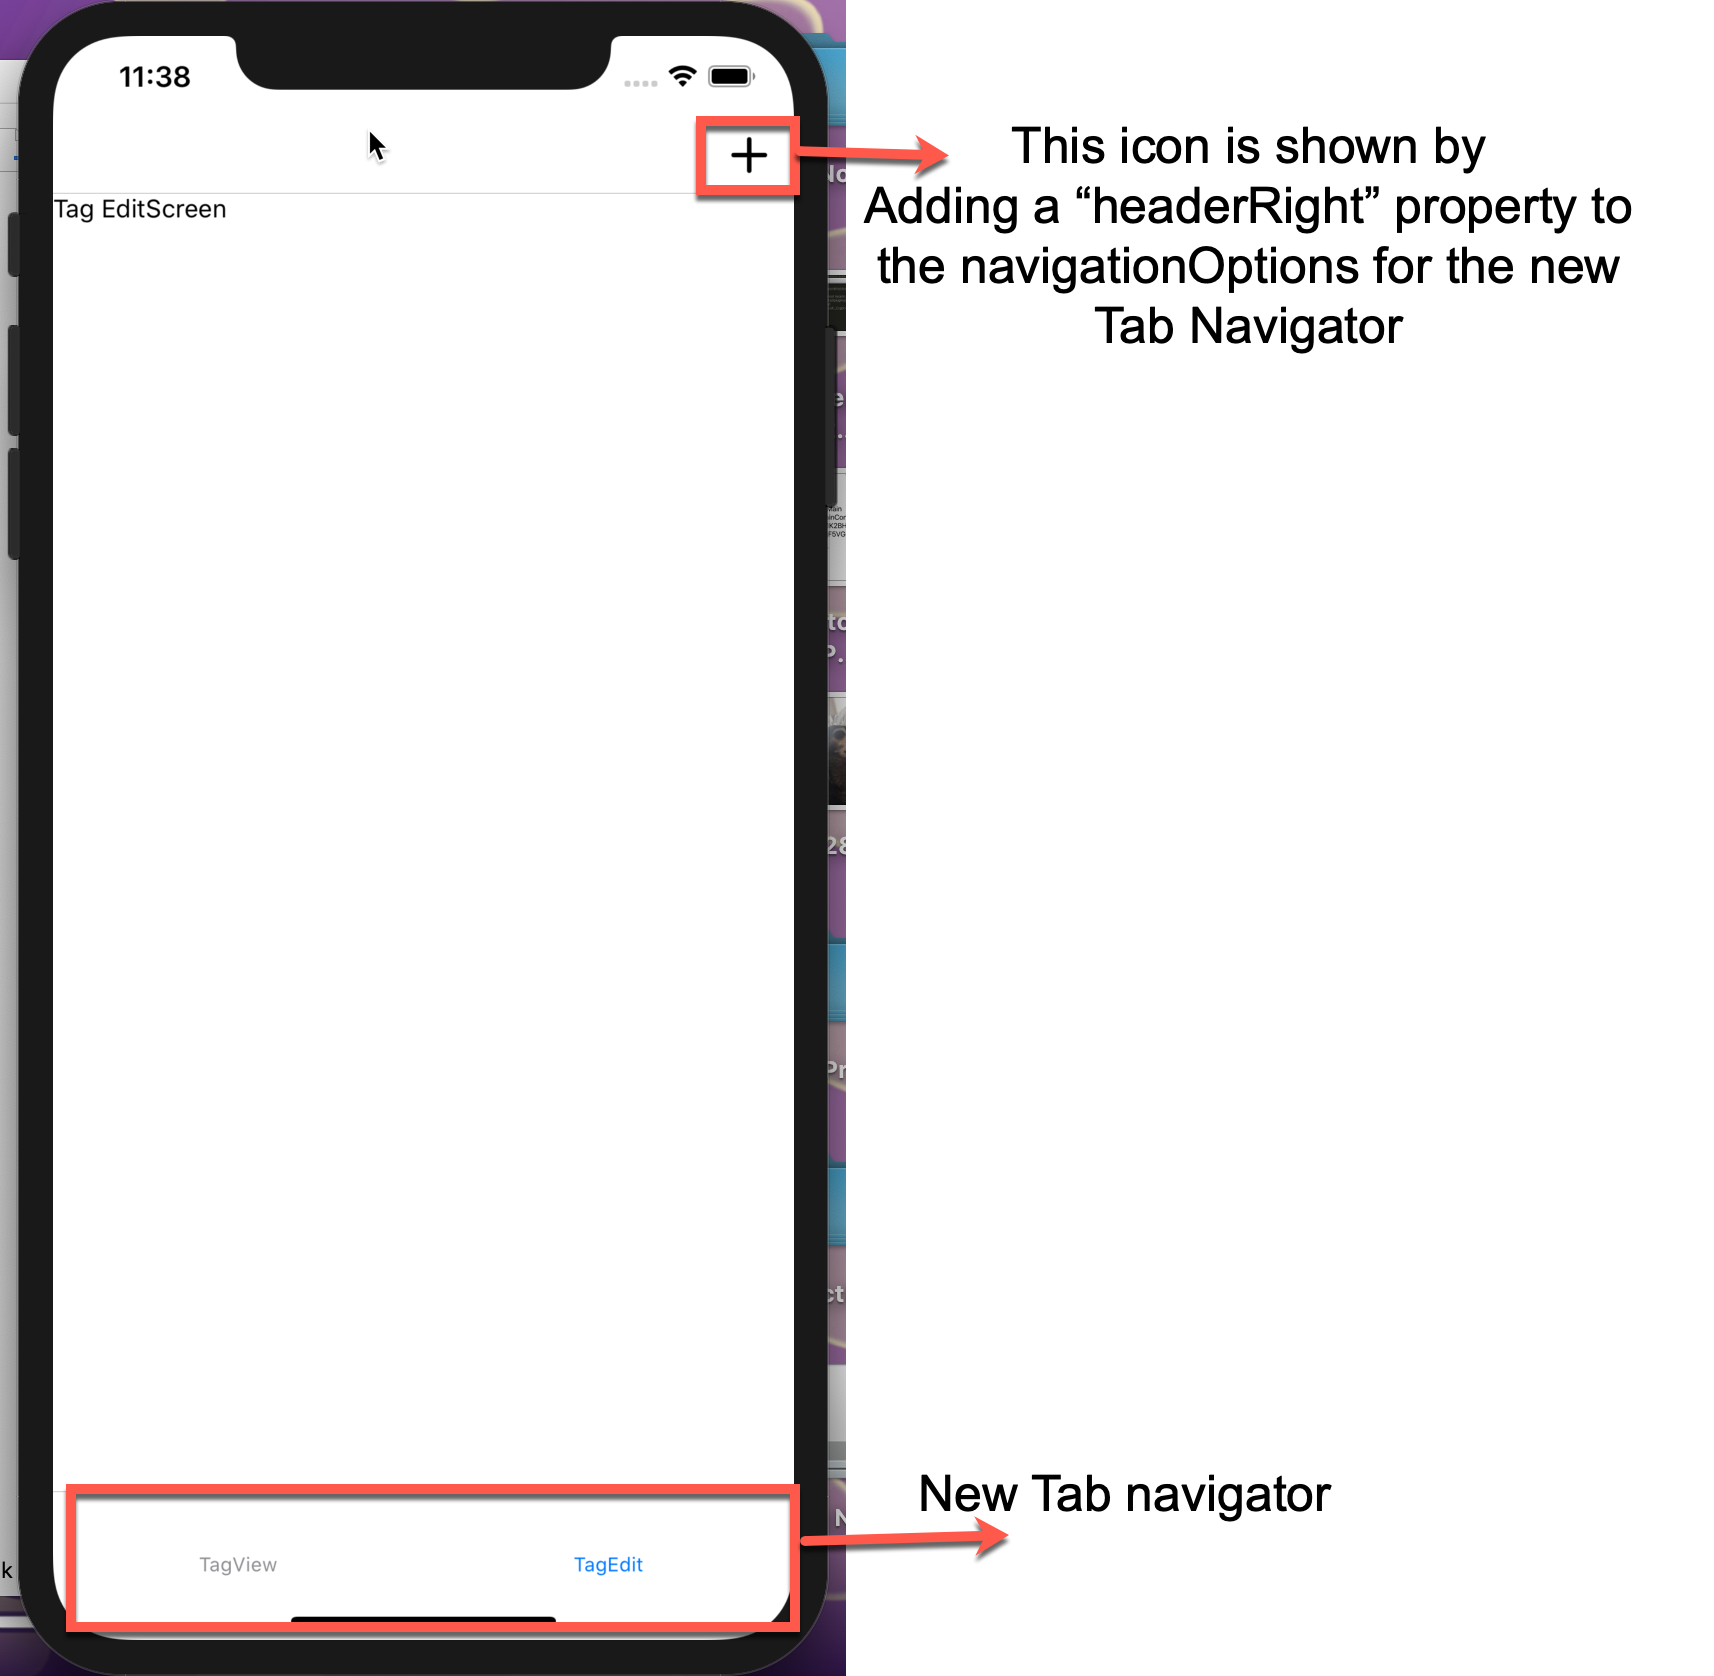 11:38
This icon is shown by
Adding a “headerRight” property to
the navigationOptions for the new
Tab Navigator
Tag EditScreen
New Tab navigator
TagView
TagEdit
k